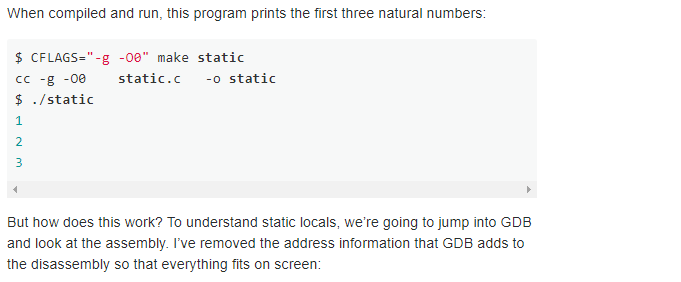 When compiled and run, this program prints the first three natural numbers:
$ CFLAGS="-g -O0" make static
cc -g -O0    static.c   -o static
$ ./static
1
2
3
But how does this work? To understand static locals, we're going to jump into GDB
and look at the assembly. I've removed the address information that GDB adds to
the disassembly so that everything fits on screen: